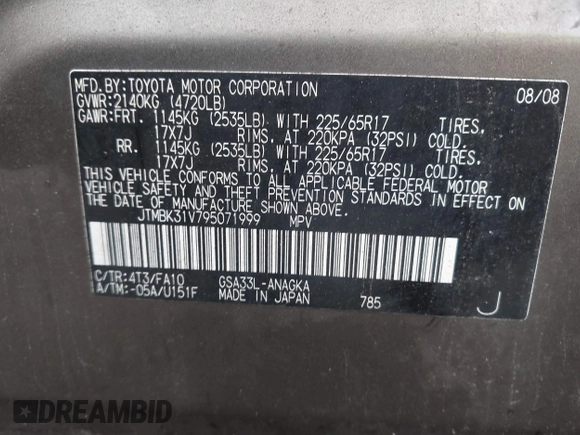 MFD.BY:TOYOTA MOTOR CORPORATION 08/08
GVWR:2140KG (4720LB)
GAWR:FRT. 1145KG (2535LB) WITH 225/65R17 TIRES,
17X7J RIMS, AT 220KPA (32PSI) COLD.
RR. 1145KG (2535LB) WITH 225/65R17 TIRES,
17X7J RIMS, AT 220KPA (32PSI) COLD.
THIS VEHICLE CONFORMS TO ALL APPLICABLE FEDERAL MOTOR
VEHICLE SAFETY AND THEFT PREVENTION STANDARDS IN EFFECT ON
THE DATE OF MANUFACTURE SHOWN ABOVE.
JTMBK31V795071999 MPV
C/TR:4T3/FA10 GSA33L-ANAGKA
A/TM:-05A/U151F MADE IN JAPAN 785 J
DREAMBID